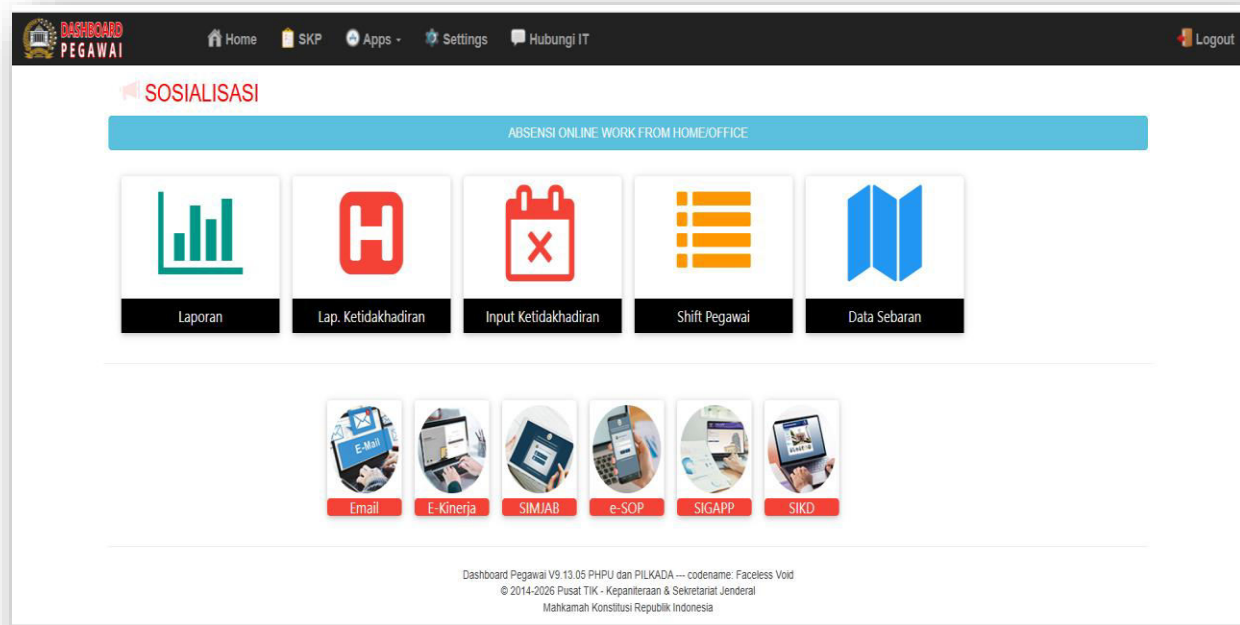 DASHBOARD
PEGAWAI
Home
SKP
Apps
Settings
Hubungi IT
Logout
SOSIALISASI
ABSENSI ONLINE WORK FROM HOME/OFFICE
H
Laporan
Lap. Ketidakhadiran
Input Ketidakhadiran
Shift Pegawai
Data Sebaran
E-Mail
Email
E-Kinerja
SIMJAB
e-SOP
SIGAPP
SIKD
Dashboard Pegawai V9.13.05 PHPU dan PILKADA --- codename: Faceless Void
© 2014-2026 Pusat TIK - Kepaniteraan & Sekretariat Jenderal
Mahkamah Konstitusi Republik Indonesia